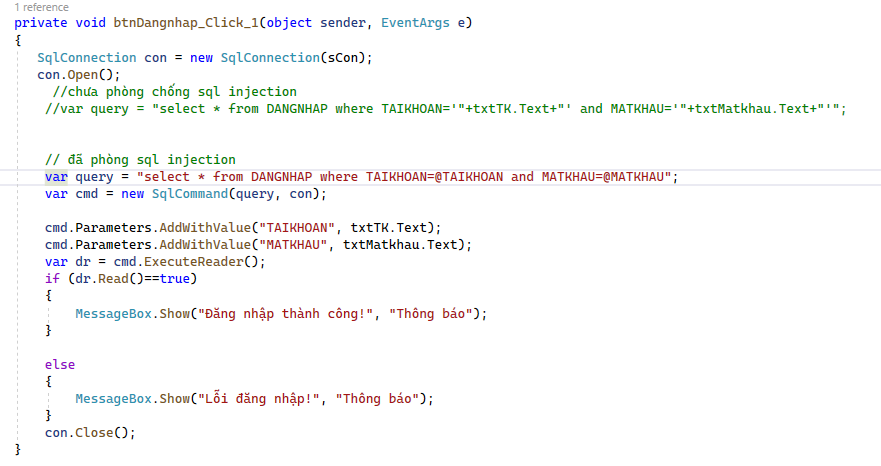 1 reference
private void btnDangnhap_Click_1(object sender, EventArgs e)
{
SqlConnection con = new SqlConnection(sCon);
con.Open();
//chưa phòng chống sql injection
//var query = "select * from DANGNHAP where TAIKHOAN='"+txtTK.Text+"' and MATKHAU='"+txtMatkhau.Text+"'";
// đã phòng sql injection
var query = "select * from DANGNHAP where TAIKHOAN=@TAIKHOAN and MATKHAU=@MATKHAU";
var cmd = new SqlCommand(query, con);
cmd.Parameters.AddWithValue("TAIKHOAN", txtTK.Text);
cmd.Parameters.AddWithValue("MATKHAU", txtMatkhau.Text);
var dr = cmd.ExecuteReader();
if (dr.Read()==true)
{
MessageBox.Show("Đăng nhập thành công!", "Thông báo");
}
else
{
MessageBox.Show("Lỗi đăng nhập!", "Thông báo");
}
con.Close();
}